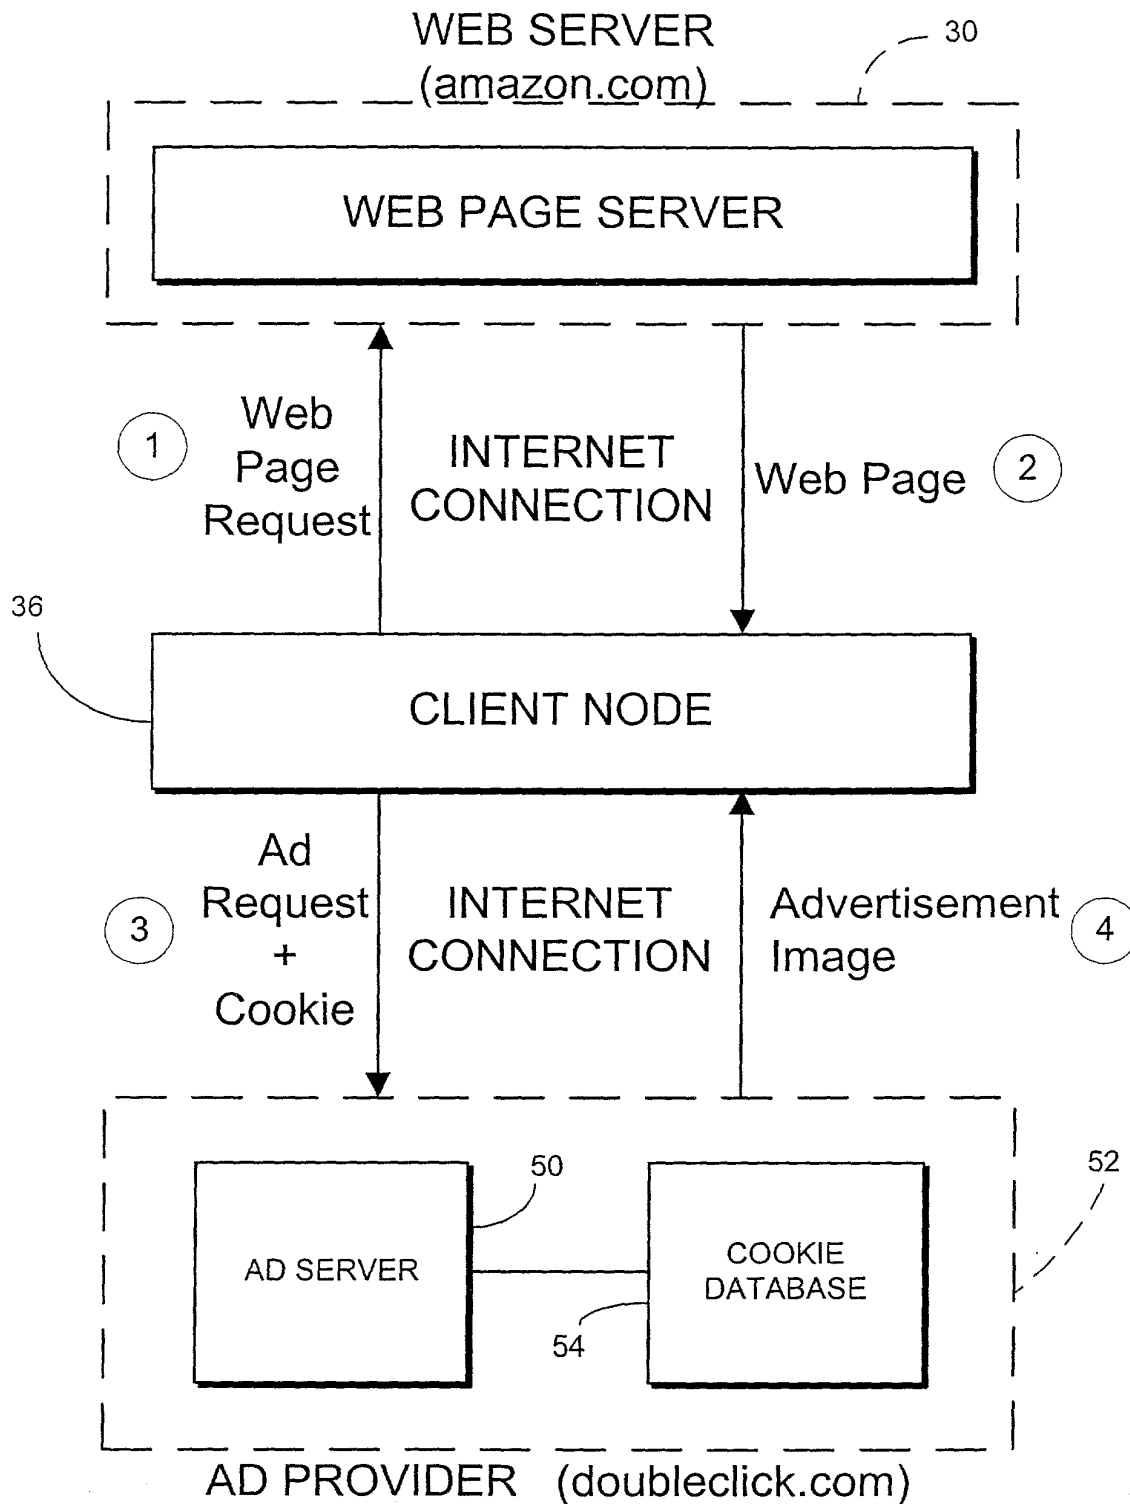 WEB SERVER
(amazon.com)
30
WEB PAGE SERVER
1
Web
Page
Request
INTERNET
CONNECTION
Web Page
2
36
CLIENT NODE
3
Ad
Request
+
Cookie
INTERNET
CONNECTION
Advertisement
Image
4
50
52
AD SERVER
COOKIE
DATABASE
54
AD PROVIDER (doubleclick.com)